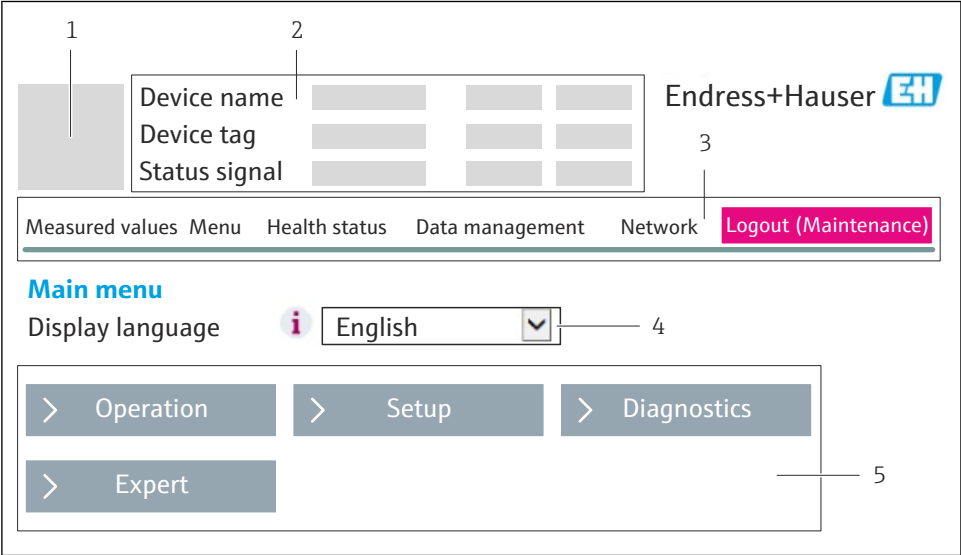 1
2
Device name
Device tag
Status signal
Endress+Hauser EH
3
Measured values Menu Health status Data management Network Logout (Maintenance)
Main menu
Display language i English
4
Operation Setup Diagnostics
Expert
5